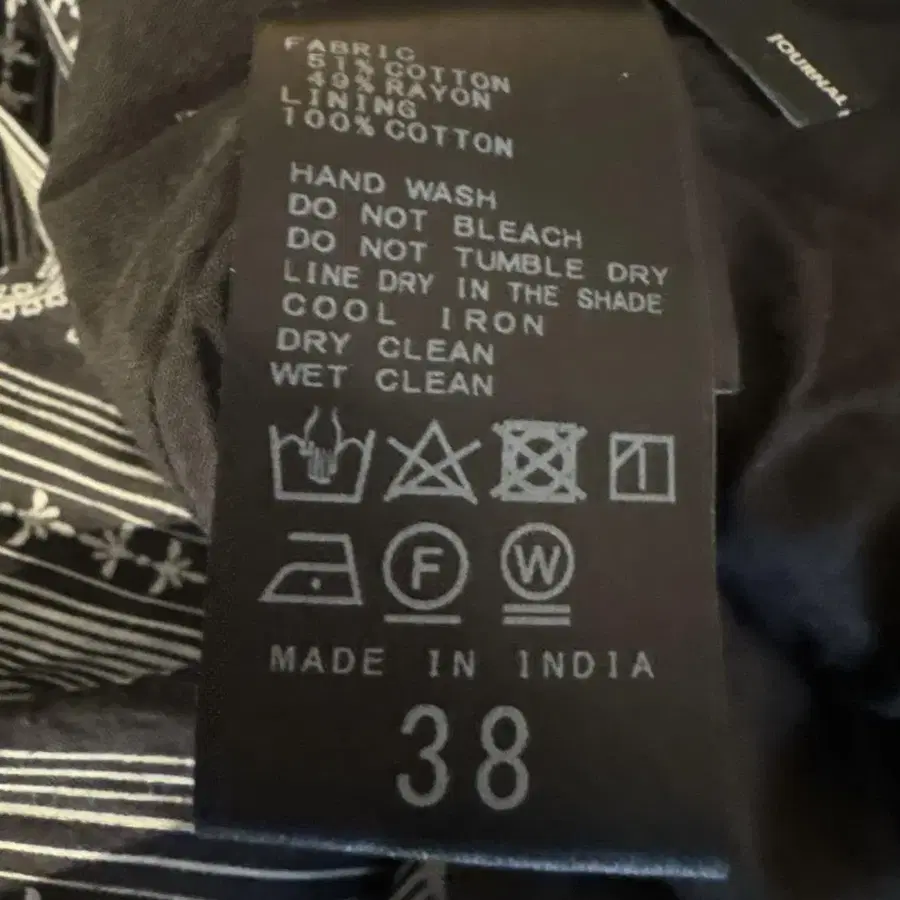 FABRIC
51% COTTON
49% RAYON
LINING
100% COTTON
HAND WASH
DO NOT BLEACH
DO NOT TUMBLE DRY
LINE DRY IN THE SHADE
COOL IRON
DRY CLEAN
WET CLEAN
F
W
MADE IN INDIA
38
JOURNAL